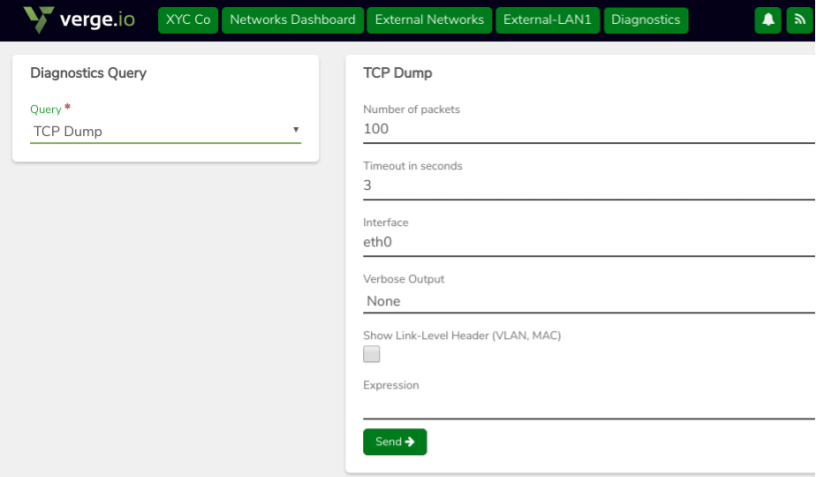 verge.io XYC Co Networks Dashboard External Networks External-LAN1 Diagnostics
Diagnostics Query
Query *
TCP Dump
TCP Dump
Number of packets
100
Timeout in seconds
3
Interface
eth0
Verbose Output
None
Show Link-Level Header (VLAN, MAC)
Expression
Send